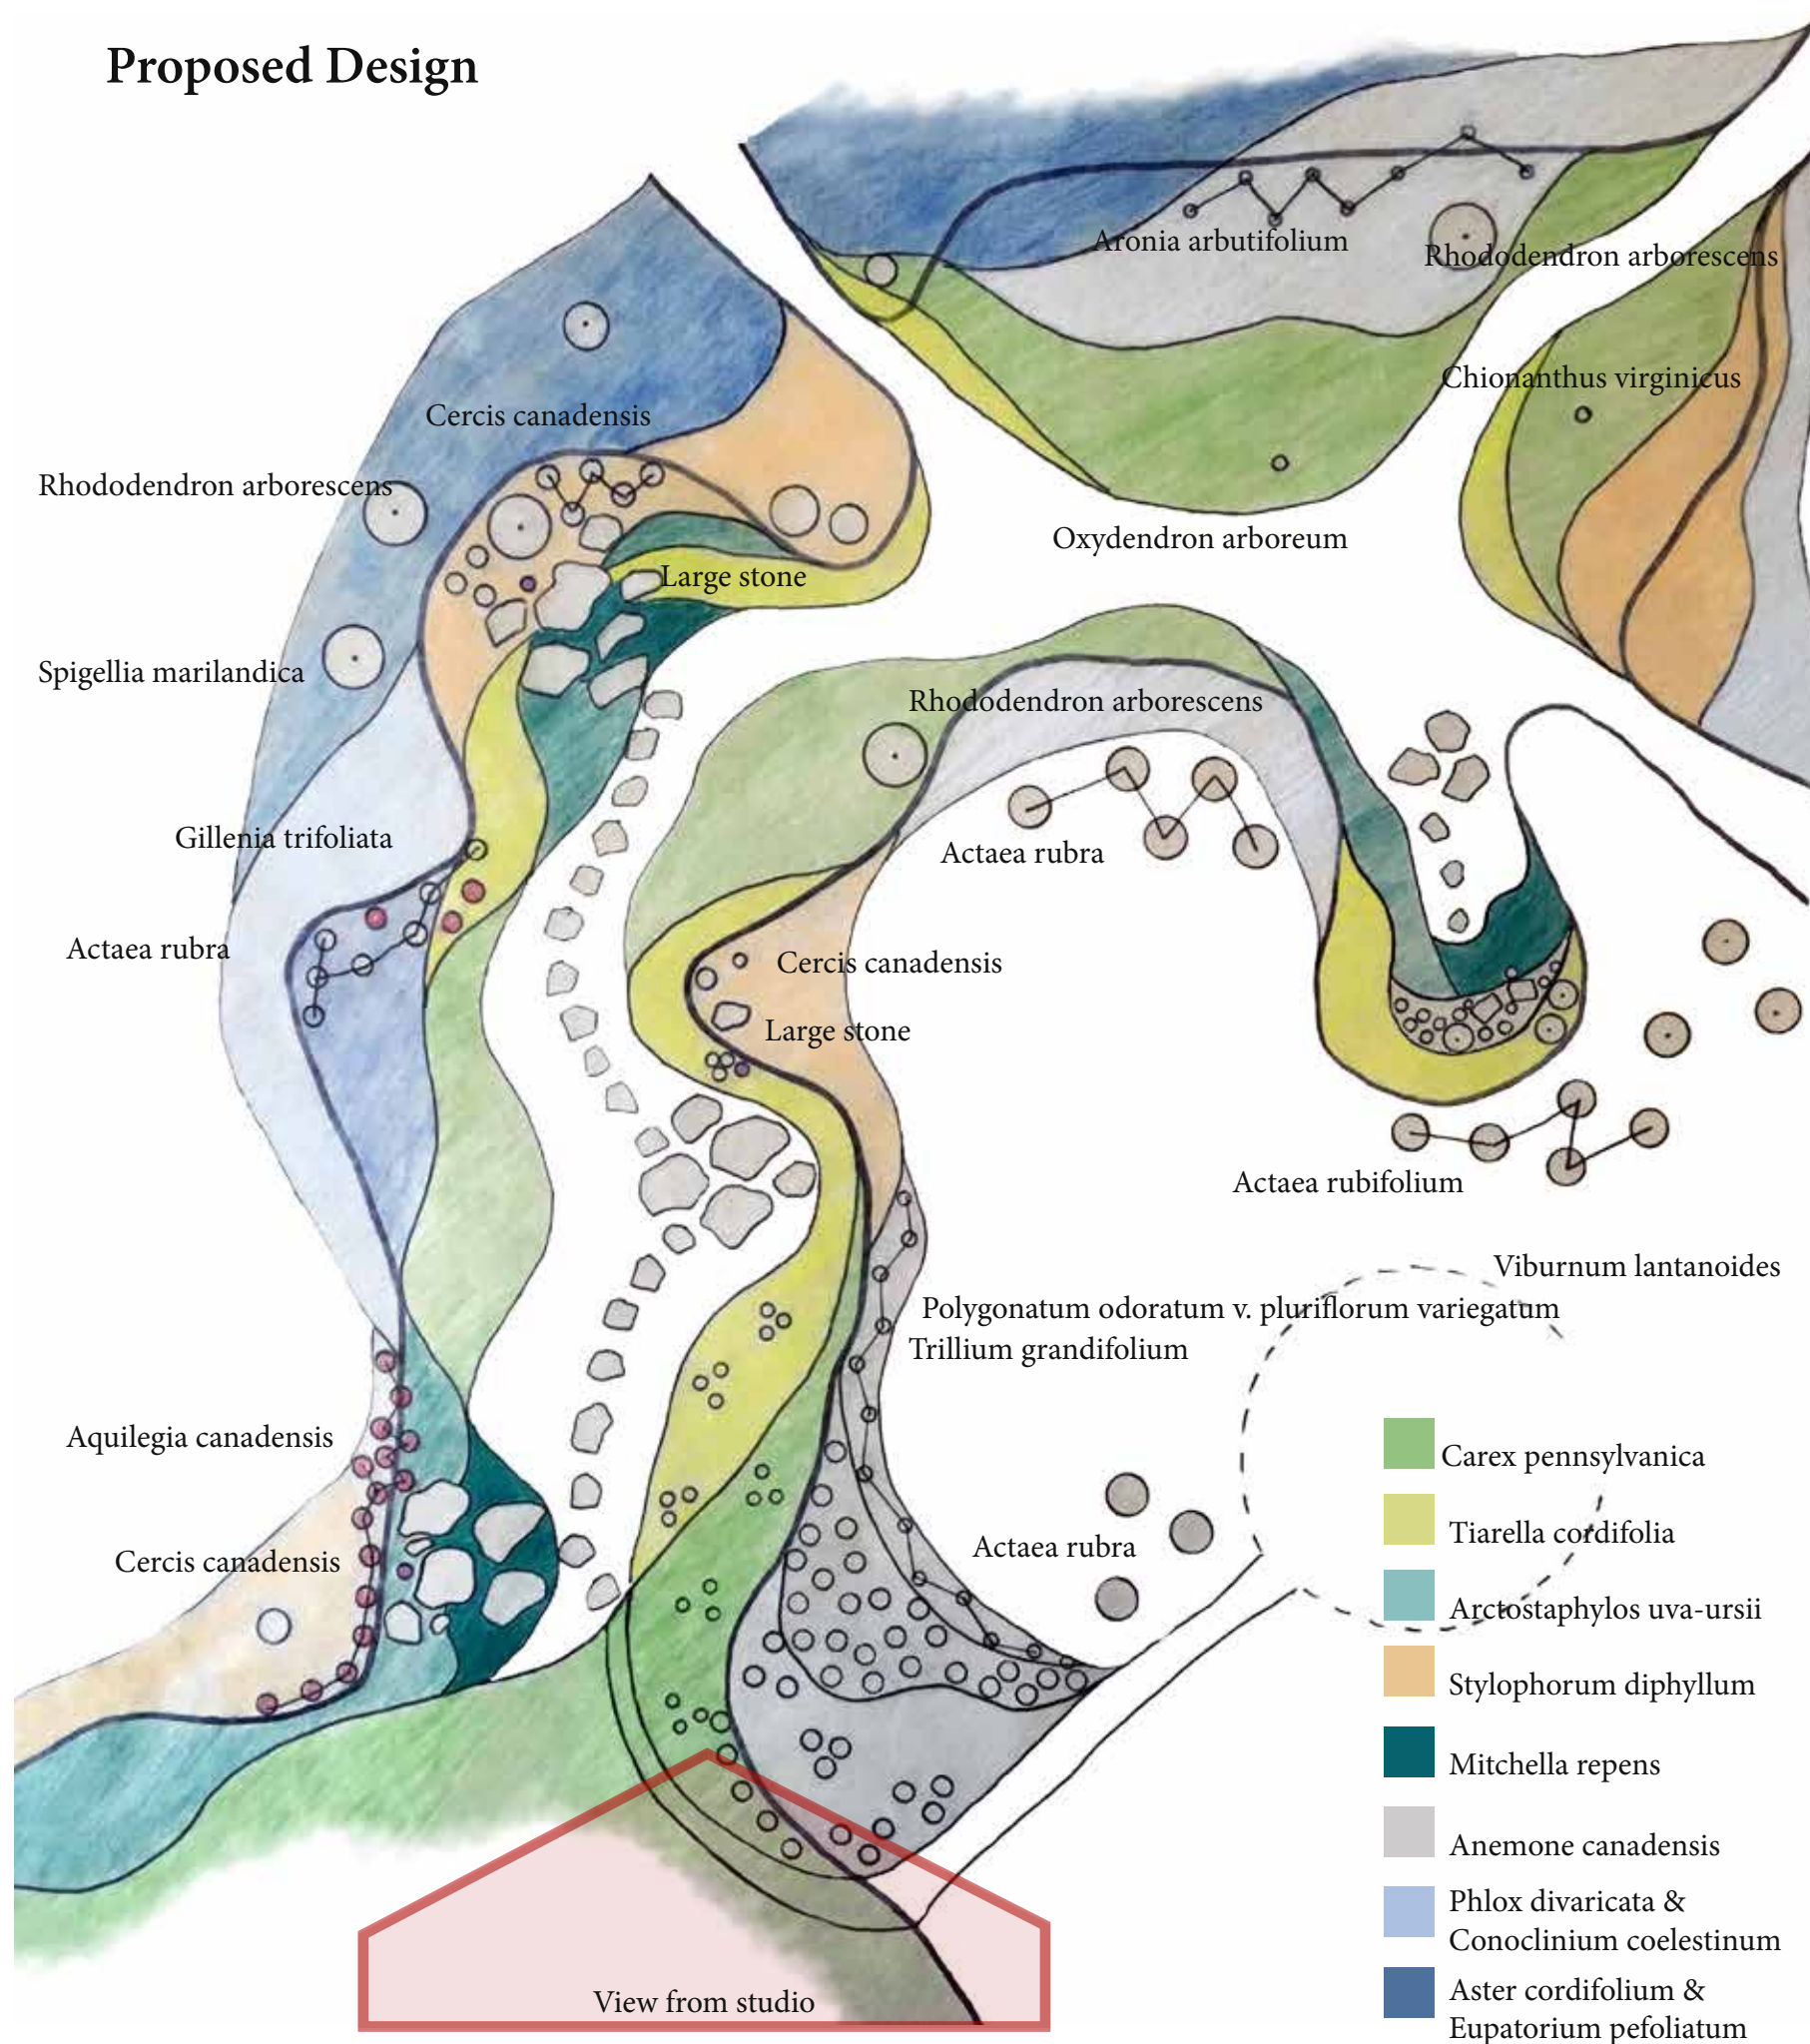 Proposed Design
Aronia arbutifolium
Rhododendron arborescens
Chionanthus virginicus
Cercis canadensis
Rhododendron arborescens
Oxydendron arboreum
Large stone
Spigellia marilandica
Rhododendron arborescens
Gillenia trifoliata
Actaea rubra
Actaea rubra
Cercis canadensis
Large stone
Actaea rubifolium
Viburnum lantanoides
Polygonatum odoratum v. pluriflorum variegatum
Trillium grandifolium
Aquilegia canadensis
Cercis canadensis
Actaea rubra
Carex pennsylvanica
Tiarella cordifolia
Arctostaphylos uva-ursii
Stylophorum diphyllum
Mitchella repens
Anemone canadensis
Phlox divaricata &
Conoclinium coelestinum
Aster cordifolium &
Eupatorium pefoliatum
View from studio